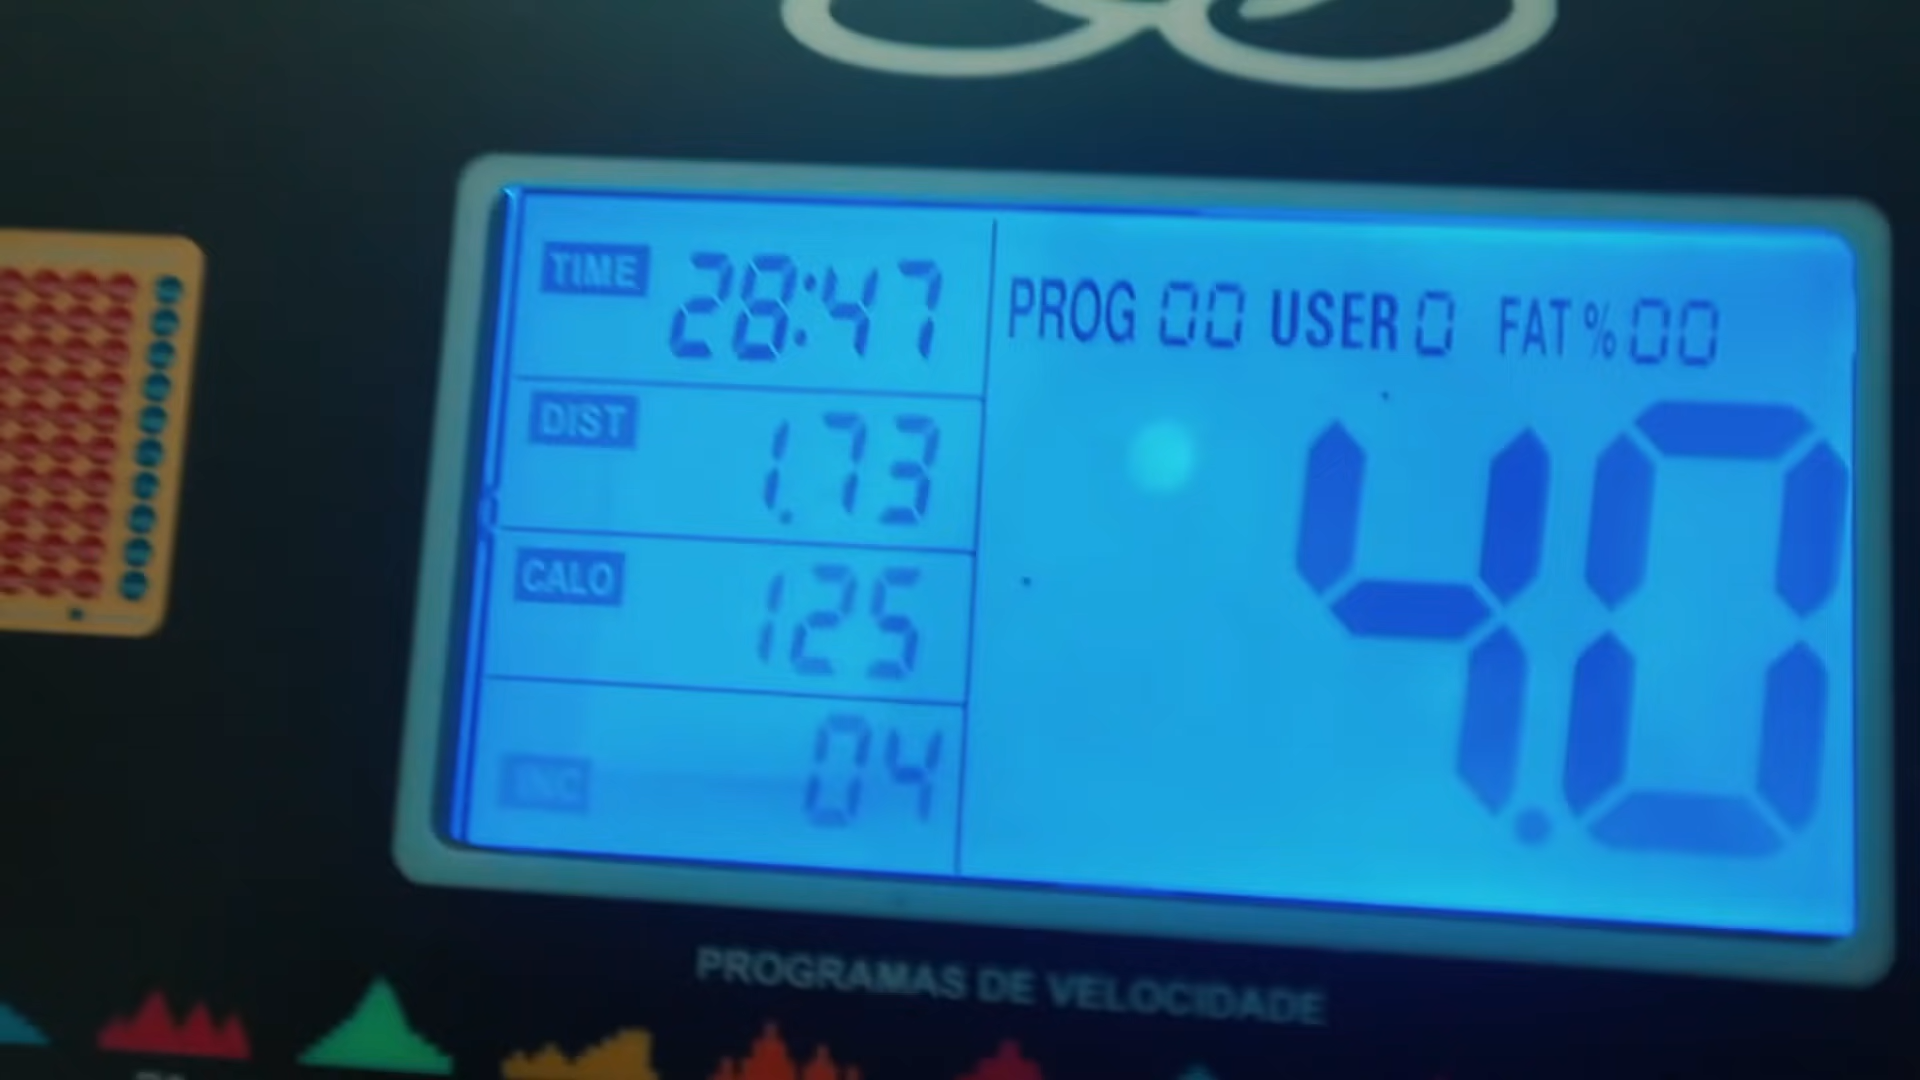 TIME 28:47
PROG 00 USER 0 FAT % 00
DIST 1.73
4.0
CALO 125
INC 04
PROGRAMAS DE VELOCIDADE